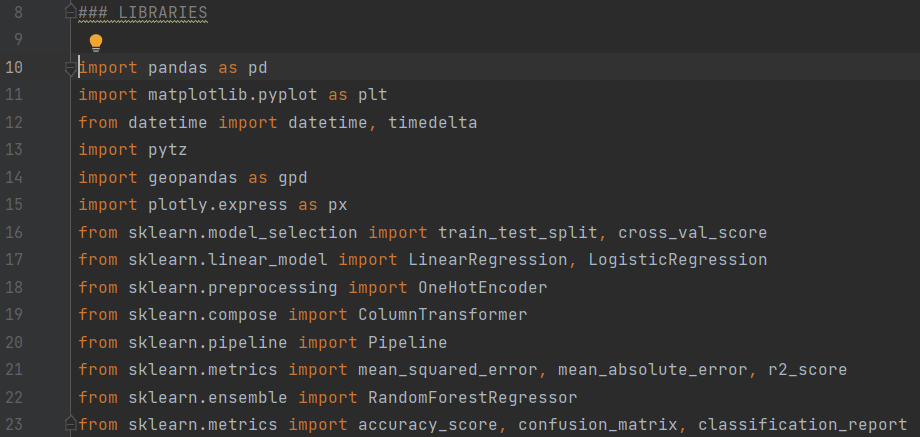 8 ### LIBRARIES
9
10 import pandas as pd
11 import matplotlib.pyplot as plt
12 from datetime import datetime, timedelta
13 import pytz
14 import geopandas as gpd
15 import plotly.express as px
16 from sklearn.model_selection import train_test_split, cross_val_score
17 from sklearn.linear_model import LinearRegression, LogisticRegression
18 from sklearn.preprocessing import OneHotEncoder
19 from sklearn.compose import ColumnTransformer
20 from sklearn.pipeline import Pipeline
21 from sklearn.metrics import mean_squared_error, mean_absolute_error, r2_score
22 from sklearn.ensemble import RandomForestRegressor
23 from sklearn.metrics import accuracy_score, confusion_matrix, classification_report